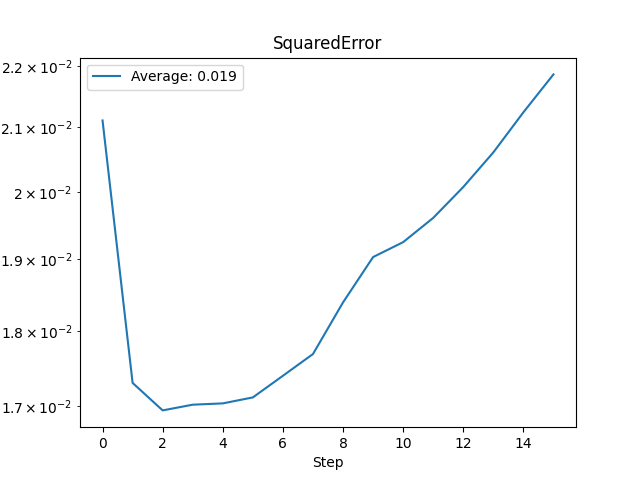 SquaredError
Average: 0.019
2.2 × 10⁻²
2.1 × 10⁻²
2 × 10⁻²
1.9 × 10⁻²
1.8 × 10⁻²
1.7 × 10⁻²
0 2 4 6 8 10 12 14
Step